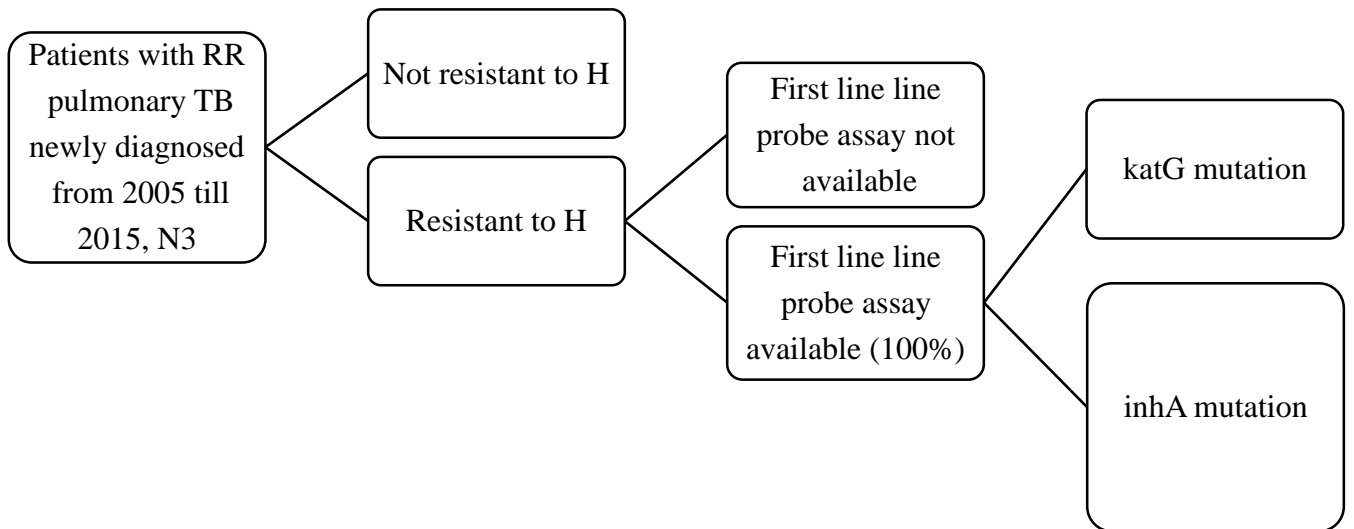 Patients with RR
pulmonary TB
newly diagnosed
from 2005 till
2015, N3
Not resistant to H
Resistant to H
First line line
probe assay not
available
First line line
probe assay
available (100%)
katG mutation
inhA mutation